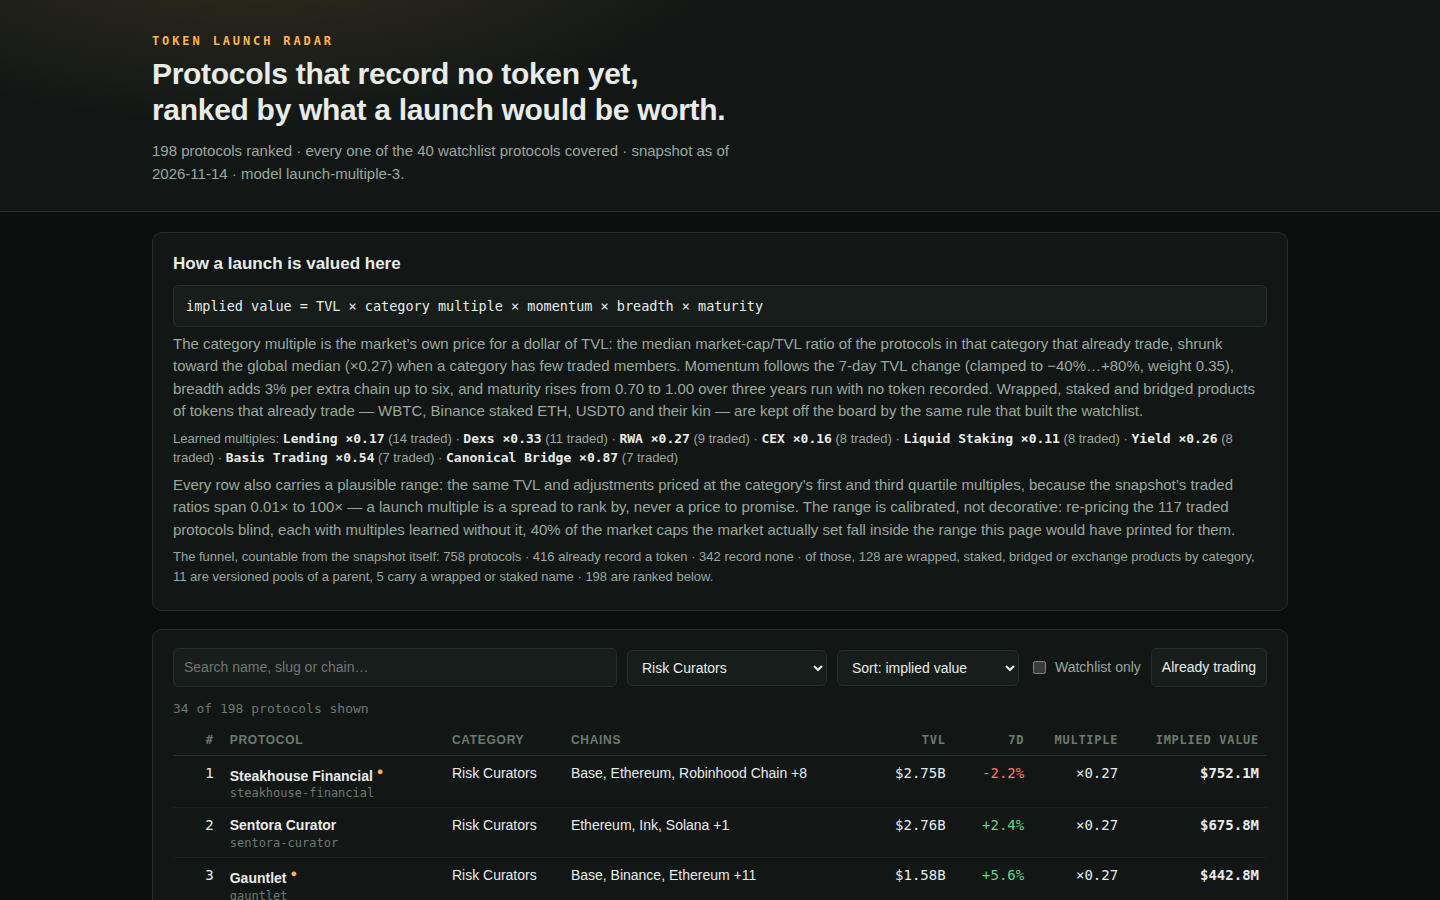 TOKEN LAUNCH RADAR
Protocols that record no token yet,
ranked by what a launch would be worth.
198 protocols ranked · every one of the 40 watchlist protocols covered · snapshot as of
2026-11-14 · model launch-multiple-3.
How a launch is valued here
implied value = TVL × category multiple × momentum × breadth × maturity
The category multiple is the market’s own price for a dollar of TVL: the median market-cap/TVL ratio of the protocols in that category that already trade, shrunk
toward the global median (×0.27) when a category has few traded members. Momentum follows the 7-day TVL change (clamped to −40%…+80%, weight 0.35),
breadth adds 3% per extra chain up to six, and maturity rises from 0.70 to 1.00 over three years run with no token recorded. Wrapped, staked and bridged products
of tokens that already trade — WBTC, Binance staked ETH, USDT0 and their kin — are kept off the board by the same rule that built the watchlist.
Learned multiples: Lending ×0.17 (14 traded) · Dexs ×0.33 (11 traded) · RWA ×0.27 (9 traded) · CEX ×0.16 (8 traded) · Liquid Staking ×0.11 (8 traded) · Yield ×0.26 (8
traded) · Basis Trading ×0.54 (7 traded) · Canonical Bridge ×0.87 (7 traded)
Every row also carries a plausible range: the same TVL and adjustments priced at the category’s first and third quartile multiples, because the snapshot’s traded
ratios span 0.01× to 100× — a launch multiple is a spread to rank by, never a price to promise. The range is calibrated, not decorative: re-pricing the 117 traded
protocols blind, each with multiples learned without it, 40% of the market caps the market actually set fall inside the range this page would have printed for them.
The funnel, countable from the snapshot itself: 758 protocols · 416 already record a token · 342 record none · of those, 128 are wrapped, staked, bridged or exchange products by category,
11 are versioned pools of a parent, 5 carry a wrapped or staked name · 198 are ranked below.
Search name, slug or chain… Risk Curators Sort: implied value Watchlist only Already trading
34 of 198 protocols shown
# PROTOCOL CATEGORY CHAINS TVL 7D MULTIPLE IMPLIED VALUE
1 Steakhouse Financial Risk Curators Base, Ethereum, Robinhood Chain +8 $2.75B -2.2% ×0.27 $752.1M
steakhouse-financial
2 Sentora Curator Risk Curators Ethereum, Ink, Solana +1 $2.76B +2.4% ×0.27 $675.8M
sentora-curator
3 Gauntlet Risk Curators Base, Binance, Ethereum +11 $1.58B +5.6% ×0.27 $442.8M
gauntlet